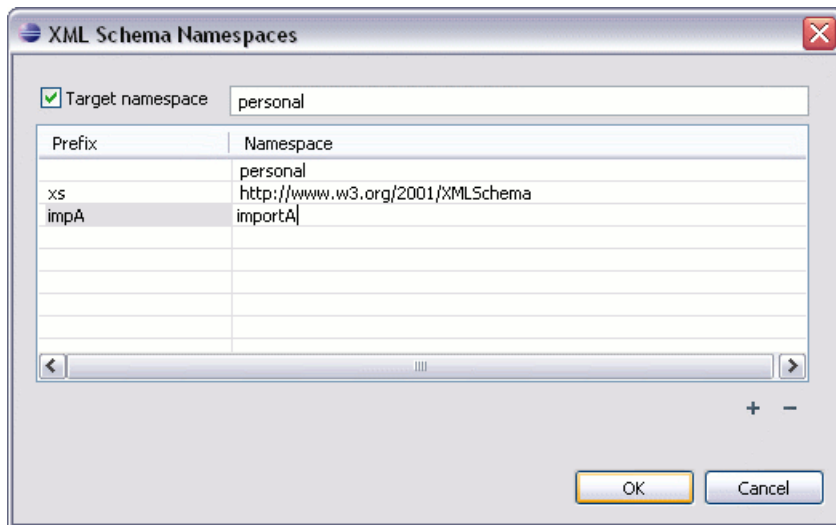 XML Schema Namespaces
Target namespace personal
Prefix Namespace
personal
xs http://www.w3.org/2001/XMLSchema
impA importA
+ −
OK Cancel